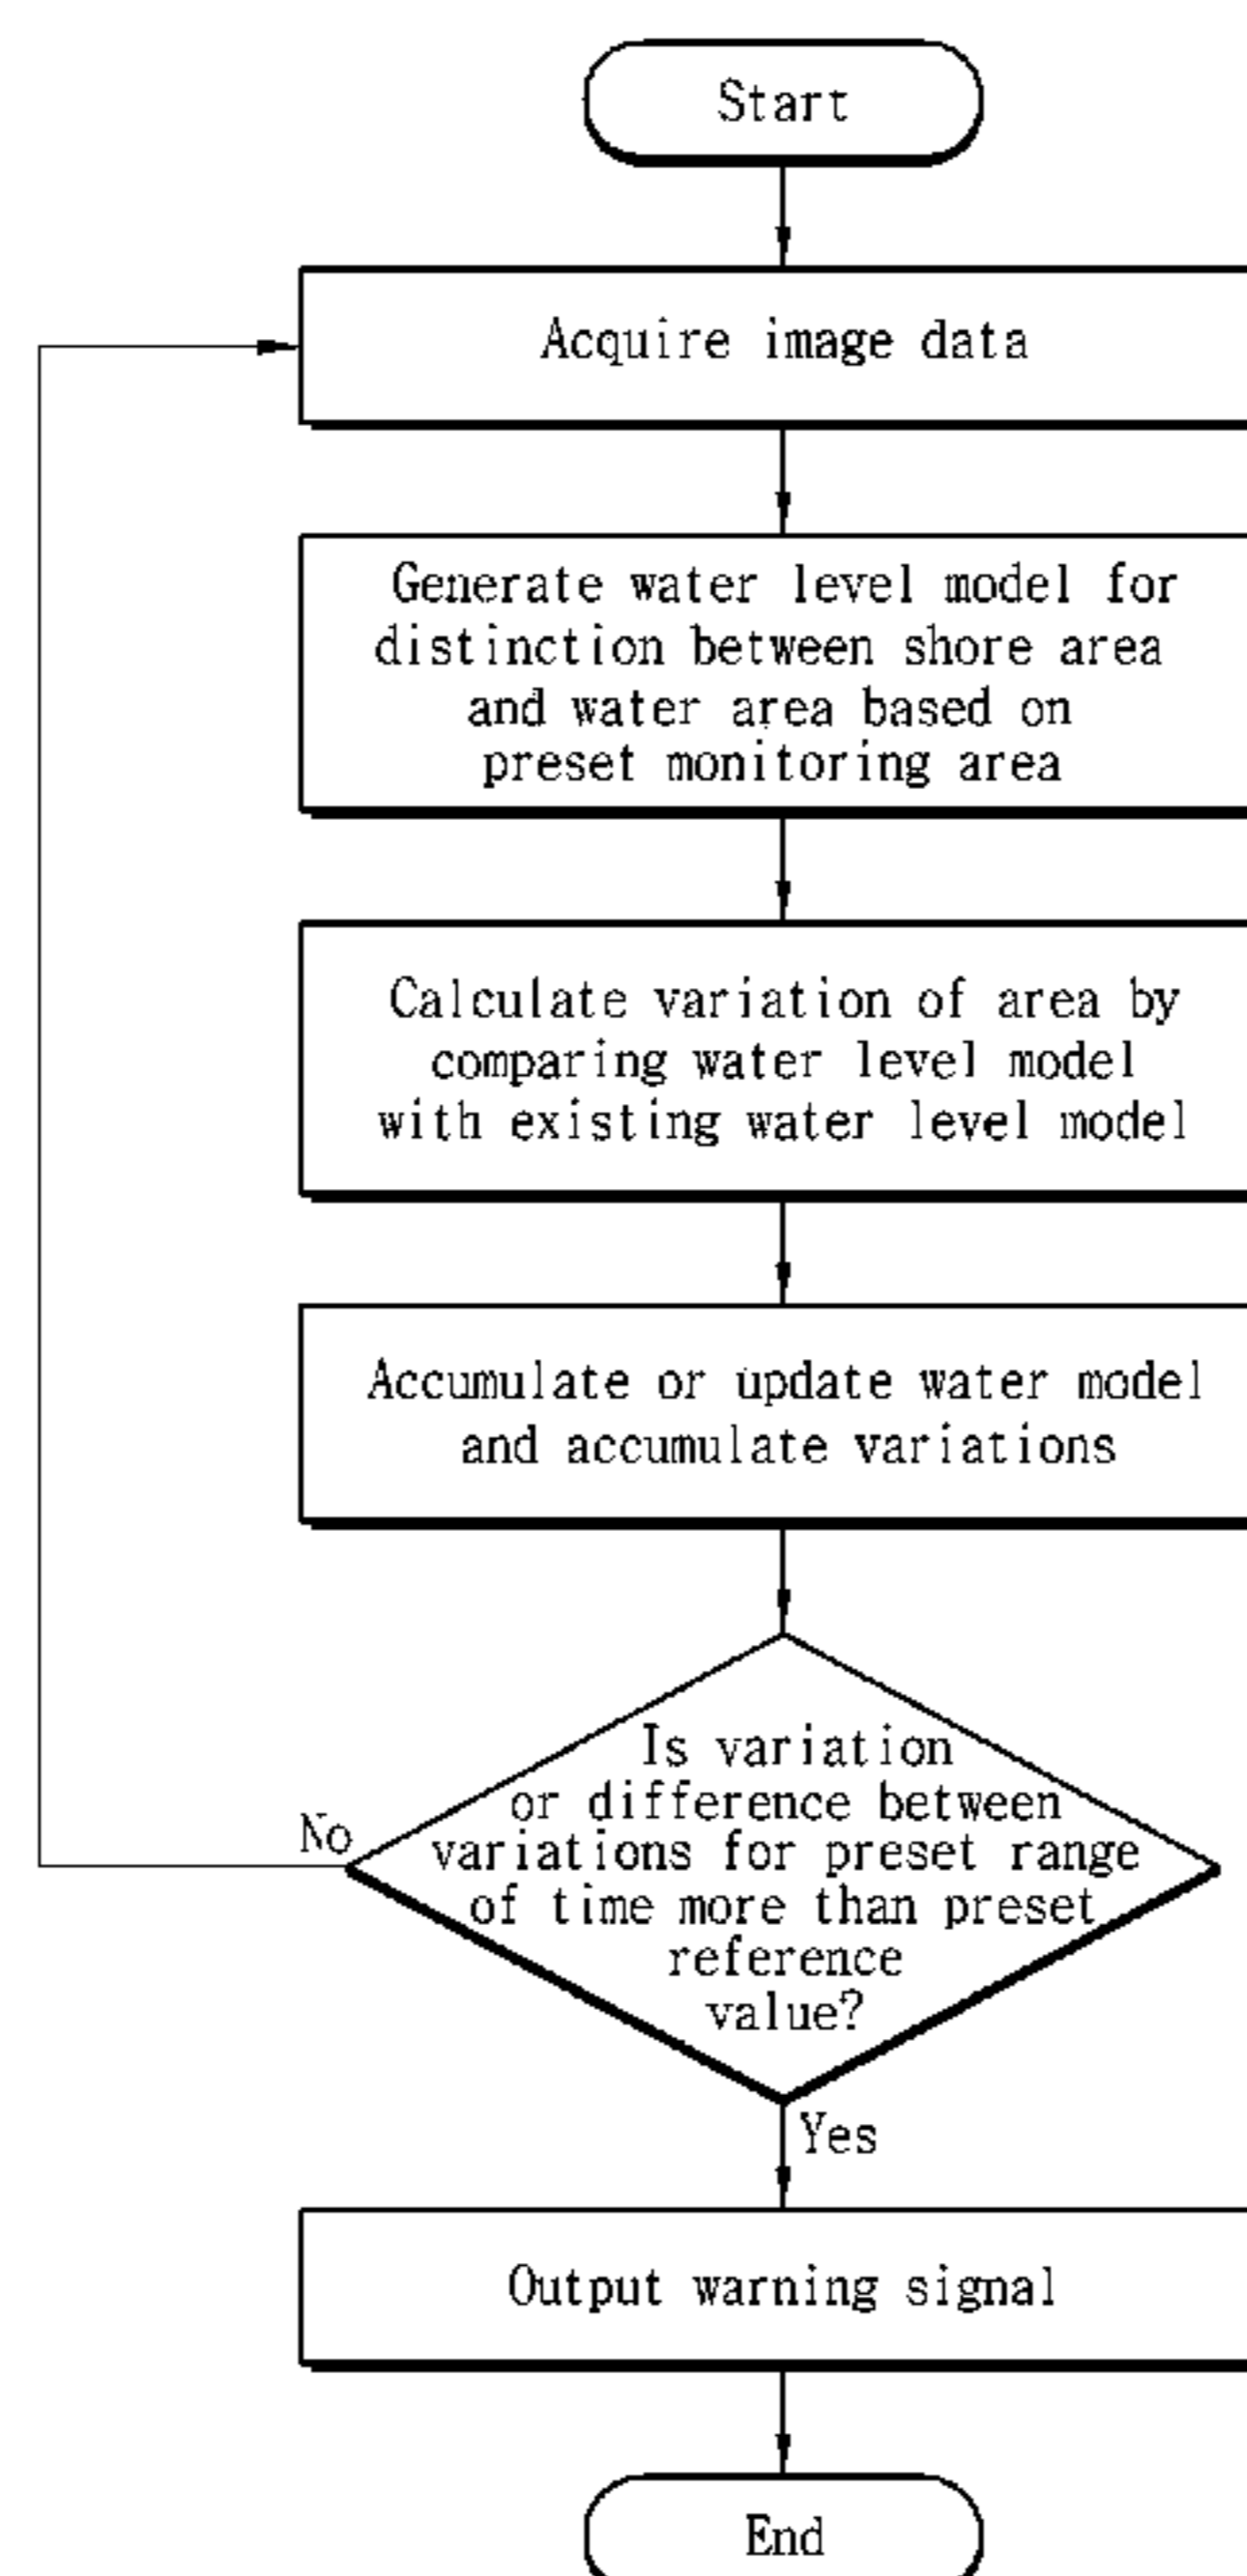 Start
Acquire image data
Generate water level model for
distinction between shore area
and water area based on
preset monitoring area
Calculate variation of area by
comparing water level model
with existing water level model
Accumulate or update water model
and accumulate variations
Is variation
or difference between
variations for preset range
of time more than preset
reference
value?
No
Yes
Output warning signal
End